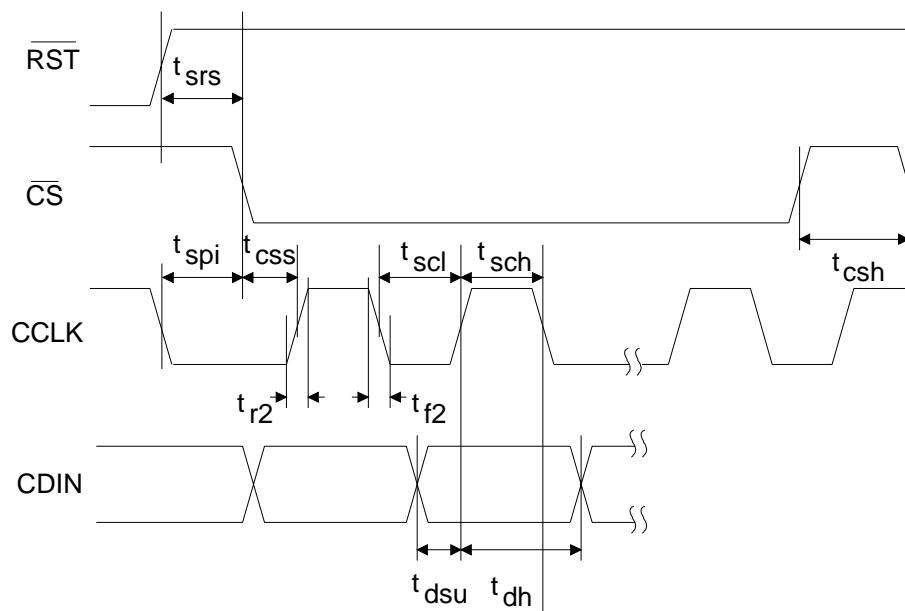 RST
t srs
CS
t spi
t css
t scl
t sch
t csh
CCLK
t r2
t f2
CDIN
t dsu
t dh